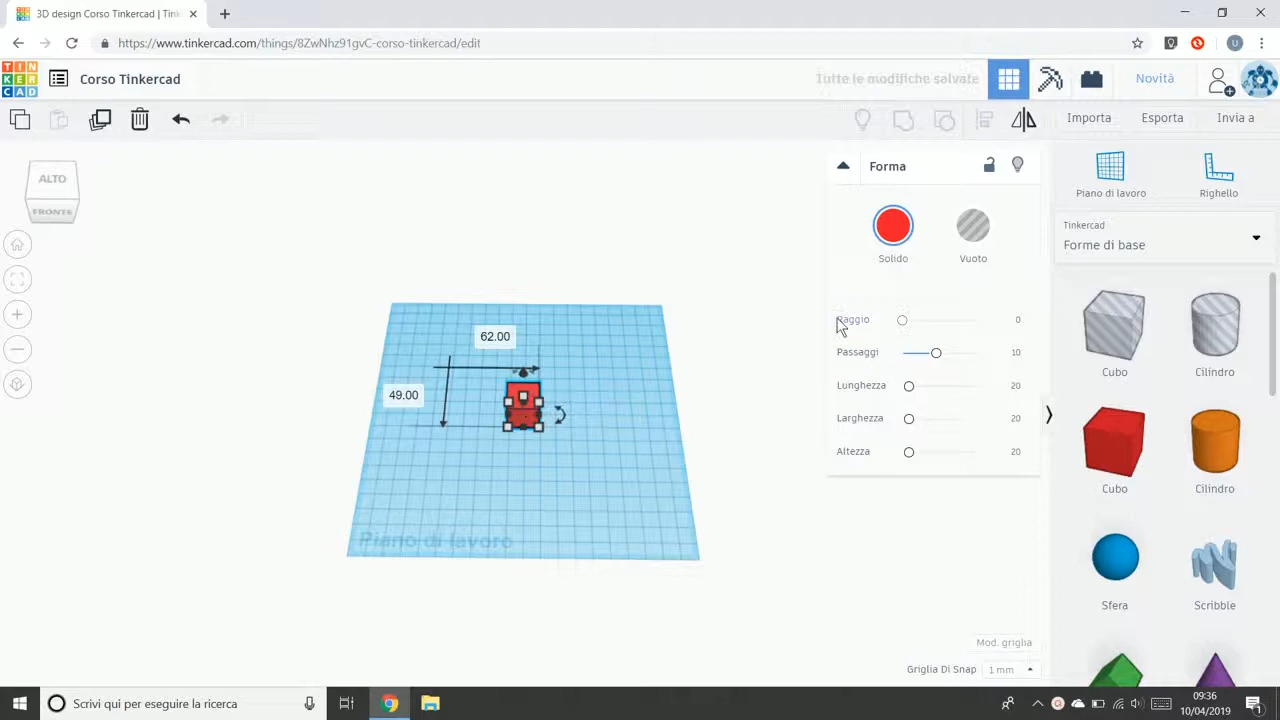 3D design Corso Tinkercad | Tink
https://www.tinkercad.com/things/8ZwNhz91gvC-corso-tinkercad/edit
U
TIN
KER
CAD
Corso Tinkercad
Tutte le modifiche salvate
Novità
Importa
Esporta
Invia a
ALTO
FRONTE
Forma
Solido
Vuoto
Raggio 0
Passaggi 10
Lunghezza 20
Larghezza 20
Altezza 20
62.00
49.00
Piano di lavoro
Piano di lavoro
Righello
Tinkercad
Forme di base
Cubo
Cilindro
Cubo
Cilindro
Sfera
Scribble
Mod. griglia
Griglia Di Snap 1 mm
Scrivi qui per eseguire la ricerca
09:36
10/04/2019
1